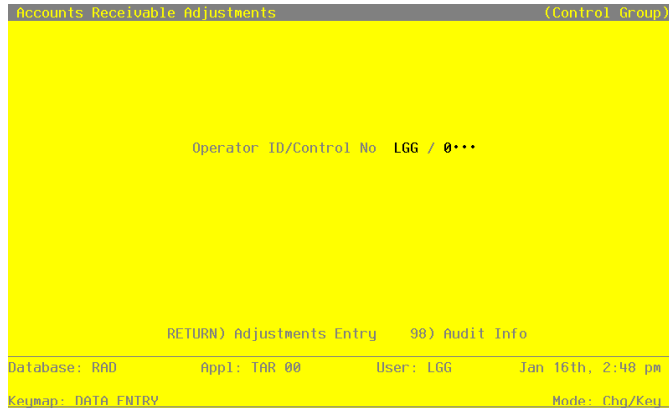 Accounts Receivable Adjustments (Control Group)
Operator ID/Control No LGG / 0···
RETURN) Adjustments Entry 98) Audit Info
Database: RAD Appl: TAR 00 User: LGG Jan 16th, 2:48 pm
Keymap: DATA ENTRY Mode: Chg/Key